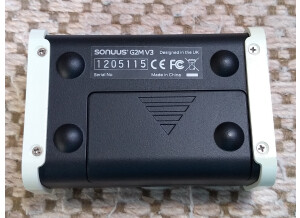 sonuus® G2M V3 Designed in the UK
1205115 CE FC
Serial No. Made in China